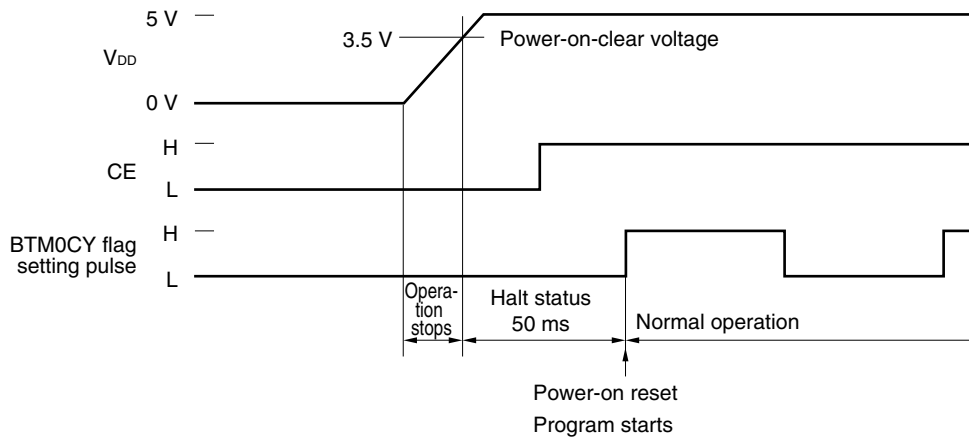 5 V
3.5 V
Power-on-clear voltage
VDD
0 V
H
CE
L
H
BTM0CY flag
setting pulse
L
Opera-
tion
stops
Halt status
50 ms
Normal operation
Power-on reset
Program starts